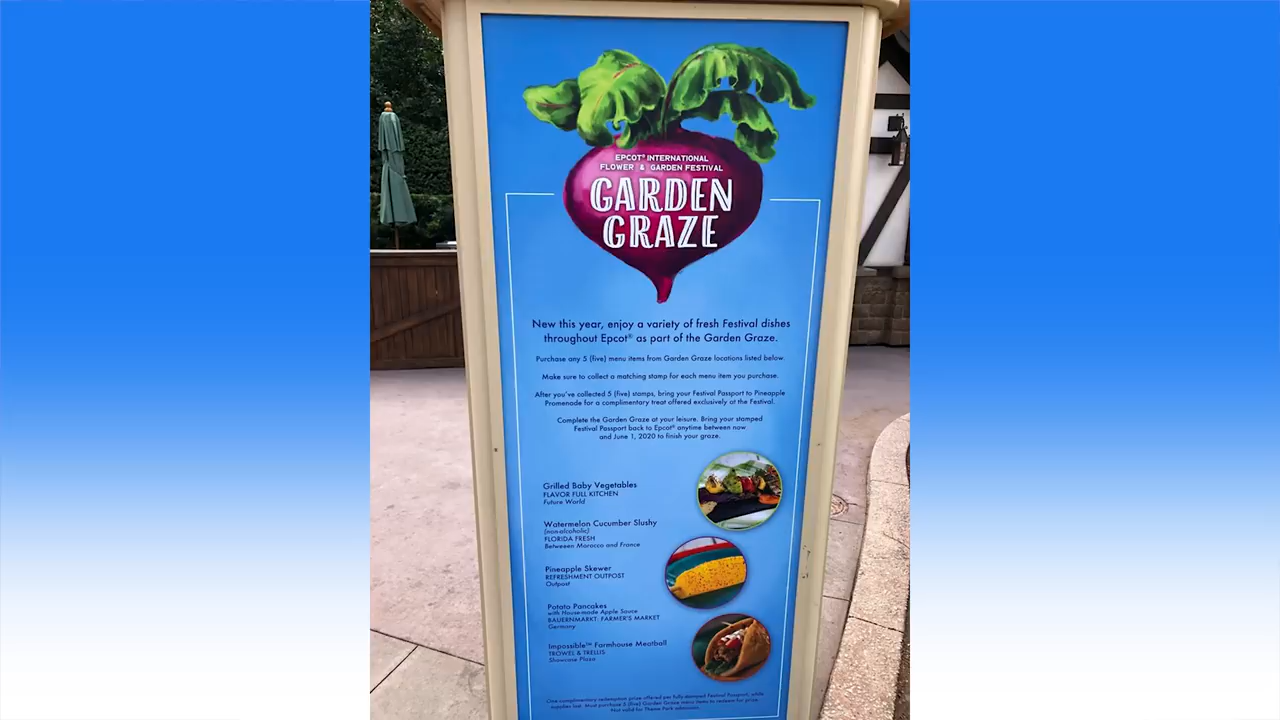 EPCOT® INTERNATIONAL
FLOWER & GARDEN FESTIVAL
GARDEN
GRAZE
New this year, enjoy a variety of fresh Festival dishes
throughout Epcot® as part of the Garden Graze.
Purchase any 5 (five) menu items from Garden Graze locations listed below.
Make sure to collect a matching stamp for each menu item you purchase.
After you've collected 5 (five) stamps, bring your Festival Passport to Pineapple
Promenade for a complimentary treat offered exclusively at the Festival.
Complete the Garden Graze at your leisure. Bring your stamped
Festival Passport back to Epcot® anytime between now
and June 1, 2020 to finish your graze.
Grilled Baby Vegetables
FLAVOR FULL KITCHEN
Future World
Watermelon Cucumber Slushy
(non-alcoholic)
FLORIDA FRESH
Betweeen Morocco and France
Pineapple Skewer
REFRESHMENT OUTPOST
Outpost
Potato Pancakes
with House-made Apple Sauce
BAUERNMARKT: FARMER'S MARKET
Germany
Impossible™ Farmhouse Meatball
TROWEL & TRELLIS
Showcase Plaza
One complimentary redemption prize offered per fully-stamped Festival Passport, while
supplies last. Must purchase 5 (five) Garden Graze menu items to redeem for prize.
Not valid for Theme Park admission.